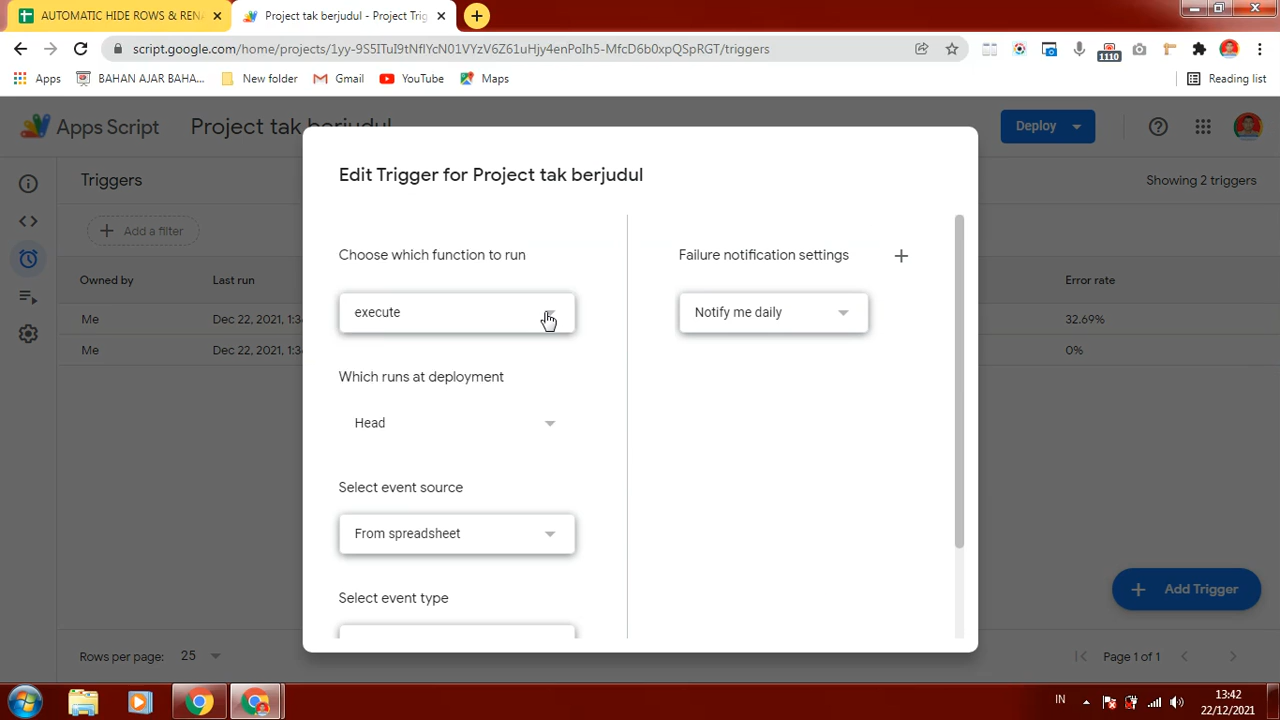 AUTOMATIC HIDE ROWS & REN
Project tak berjudul - Project Trig
script.google.com/home/projects/1yy-9S5ITuI9tNflYcN01VYzV6Z61uHjy4enPoIh5-MfcD6b0xpQSpRGT/triggers
1110
Apps
BAHAN AJAR BAHA...
New folder
Gmail
YouTube
Maps
Reading list
Apps Script
Project tak berjudul
Deploy
Triggers
Showing 2 triggers
Add a filter
Owned by
Last run
Error rate
Me
Dec 22, 2021, 1:3
32.69%
Me
Dec 22, 2021, 1:3
0%
Edit Trigger for Project tak berjudul
Choose which function to run
Failure notification settings
execute
Notify me daily
Which runs at deployment
Head
Select event source
From spreadsheet
Select event type
Add Trigger
Rows per page:
25
Page 1 of 1
IN
13:42
22/12/2021